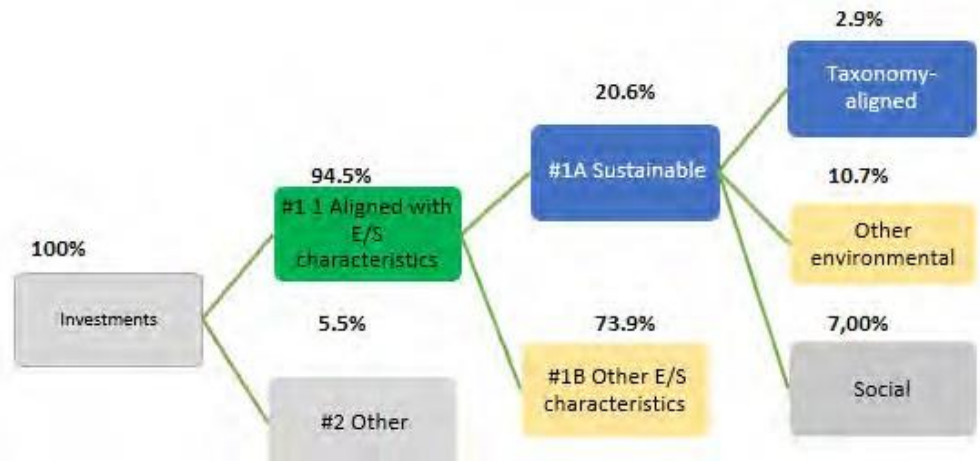 2.9%
Taxonomy-
aligned
20.6%
#1A Sustainable
94.5%
#1 1 Aligned with
E/S
characteristics
10.7%
Other
environmental
100%
Investments
5.5%
#2 Other
73.9%
#1B Other E/S
characteristics
7,00%
Social